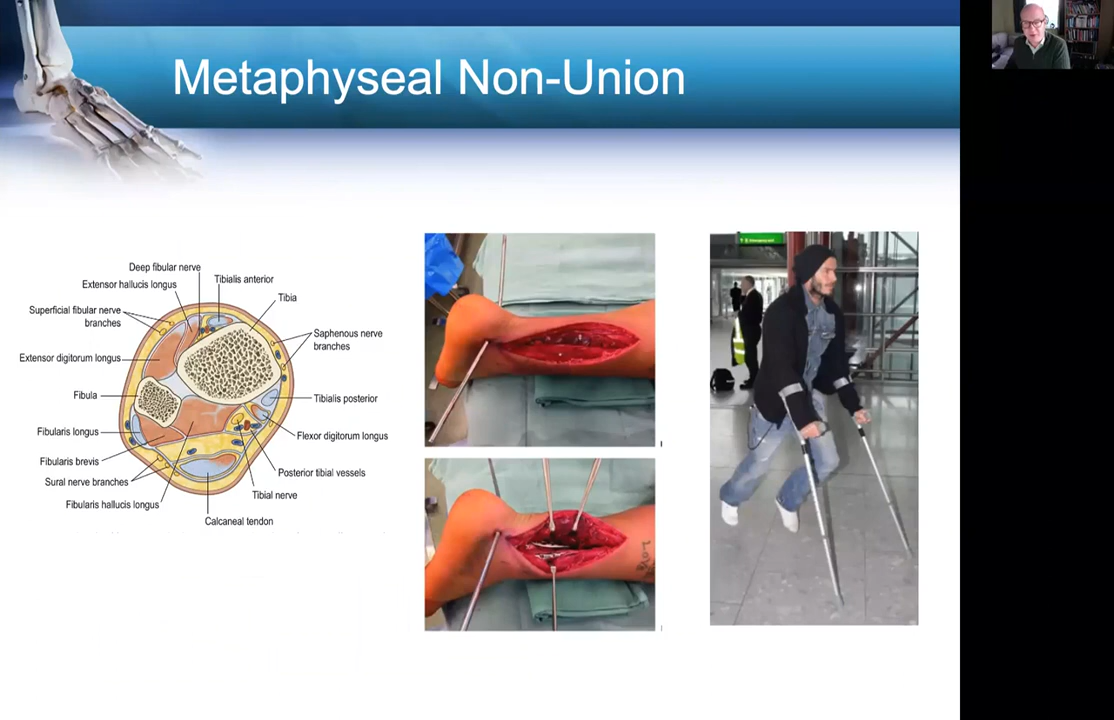 Metaphyseal Non-Union
Deep fibular nerve
Extensor hallucis longus
Tibialis anterior
Tibia
Superficial fibular nerve
branches
Saphenous nerve
branches
Extensor digitorum longus
Fibula
Tibialis posterior
Fibularis longus
Flexor digitorum longus
Fibularis brevis
Posterior tibial vessels
Sural nerve branches
Tibial nerve
Fibularis hallucis longus
Calcaneal tendon